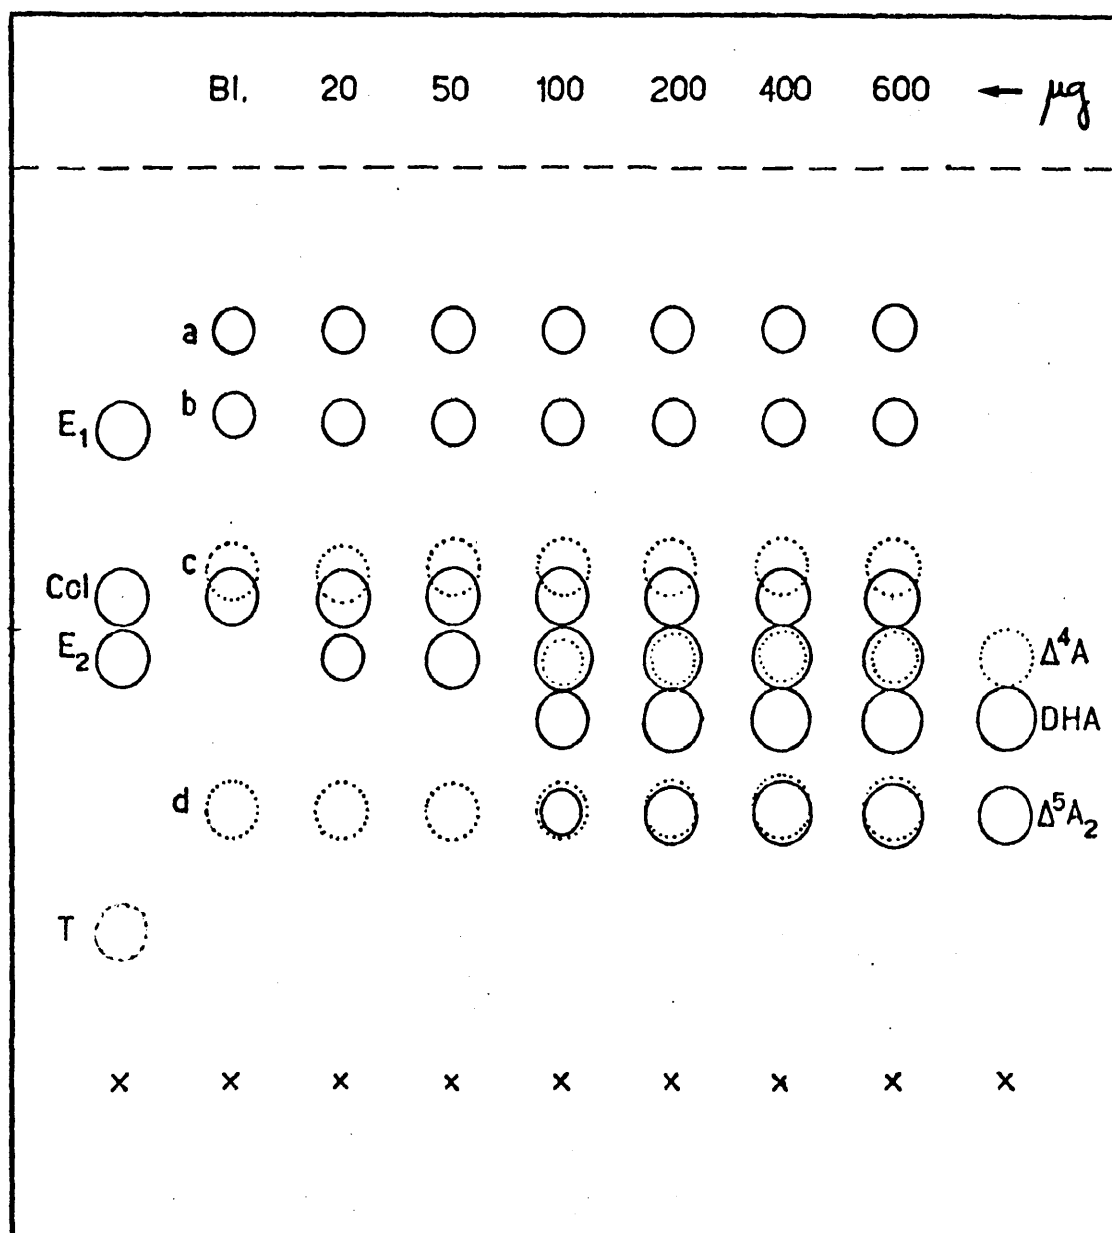 Bl. 20 50 100 200 400 600 ← µg
a
b
E₁
c
Col
E₂ Δ⁴A
DHA
d Δ⁵A₂
T
x x x x x x x x x